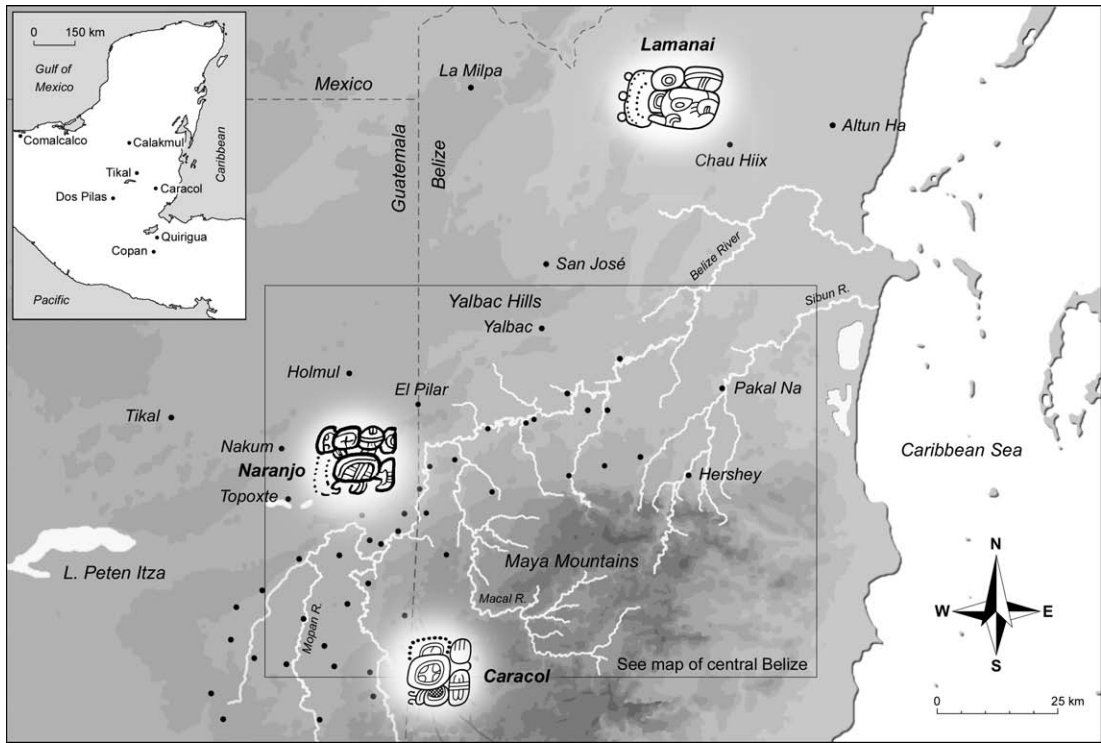 0 150 km
Gulf of
Mexico
Comalcalco
Calakmul
Tikal
Caracol
Dos Pilas
Quirigua
Copan
Caribbean
Pacific
Mexico
Guatemala
Belize
La Milpa
Lamanai
Altun Ha
Chau Hiix
San José
Belize River
Sibun R.
Yalbac Hills
Yalbac
Holmul
El Pilar
Pakal Na
Tikal
Nakum
Naranjo
Topoxte
Hershey
Caribbean Sea
L. Peten Itza
Maya Mountains
Macal R.
Mopan R.
Caracol
See map of central Belize
N
W E
S
0 25 km